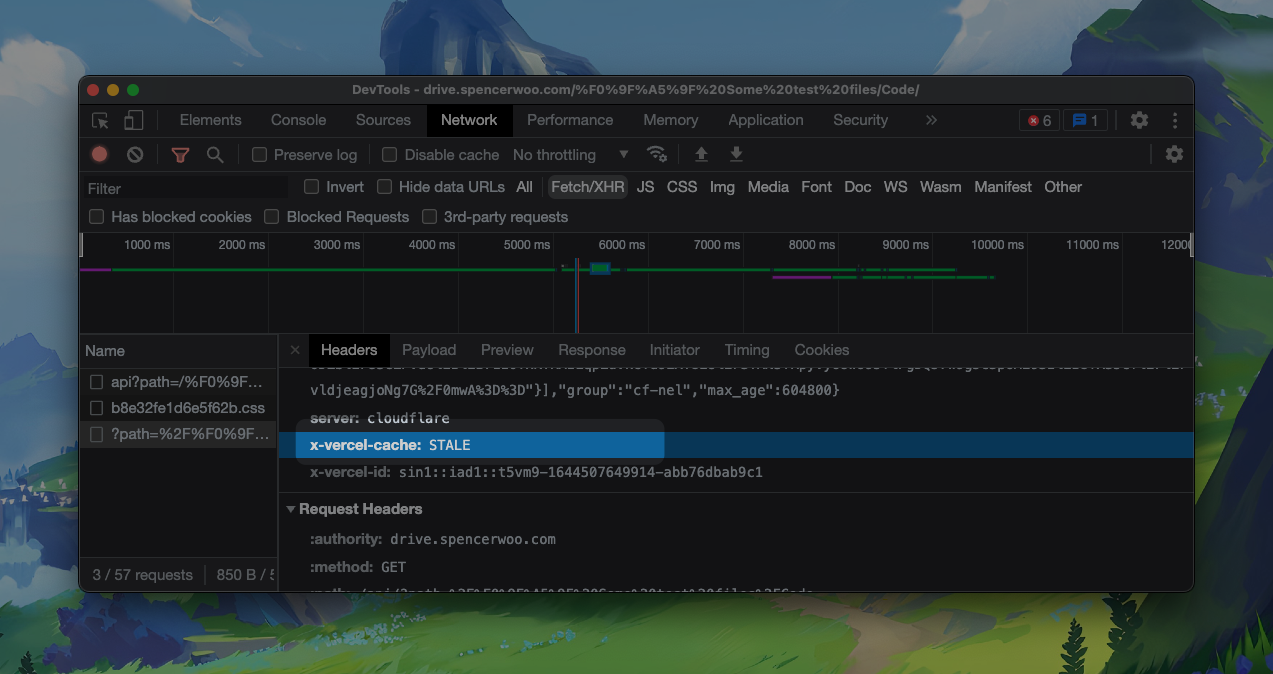 DevTools - drive.spencerwoo.com/%F0%9F%A5%9F%20Some%20test%20files/Code/
Elements Console Sources Network Performance Memory Application Security » 6 1
Preserve log Disable cache No throttling
Filter Invert Hide data URLs All Fetch/XHR JS CSS Img Media Font Doc WS Wasm Manifest Other
Has blocked cookies Blocked Requests 3rd-party requests
1000 ms 2000 ms 3000 ms 4000 ms 5000 ms 6000 ms 7000 ms 8000 ms 9000 ms 10000 ms 11000 ms 12000
Name
api?path=/%F0%9F...
b8e32fe1d6e5f62b.css
?path=%2F%F0%9F...
3 / 57 requests 850 B / 5
× Headers Payload Preview Response Initiator Timing Cookies
vldjeagjoNg7G%2F0mwA%3D%3D"}],"group":"cf-nel","max_age":604800}
server: cloudflare
x-vercel-cache: STALE
x-vercel-id: sin1::iad1::t5vm9-1644507649914-abb76dbab9c1
Request Headers
:authority: drive.spencerwoo.com
:method: GET